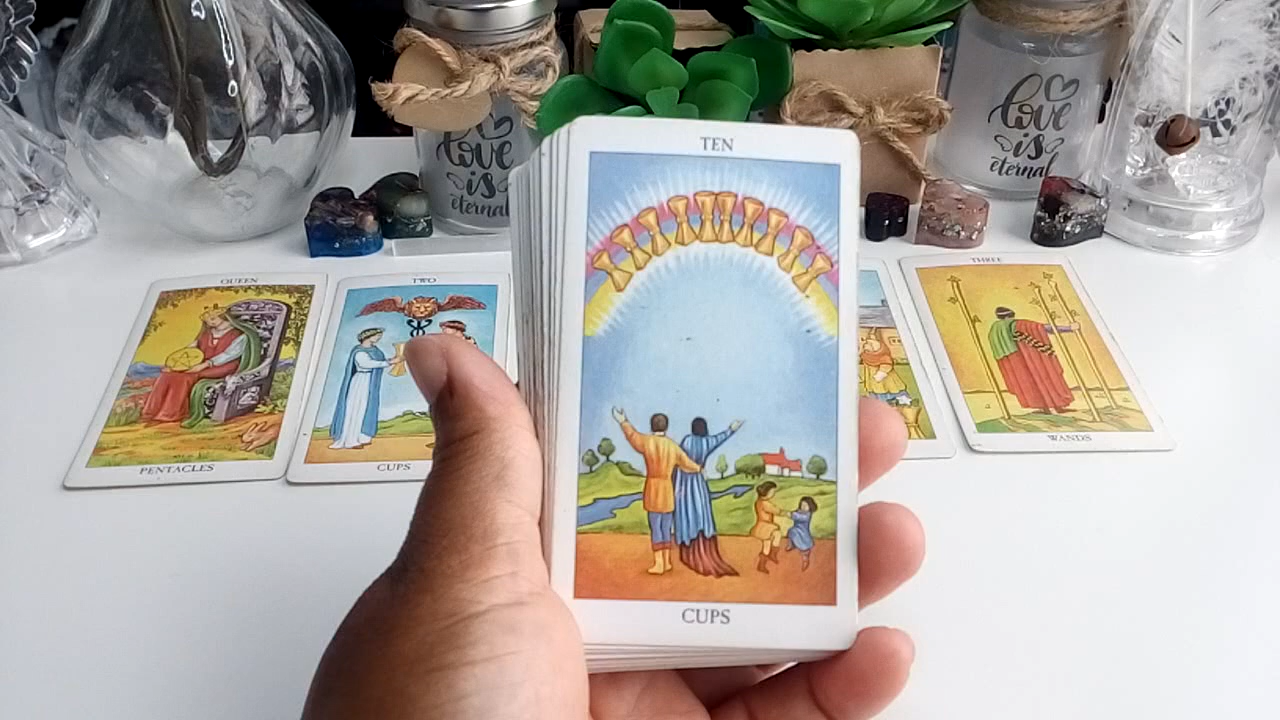 love
is
eternal
love
is
eternal
TEN
CUPS
QUEEN
PENTACLES
TWO
CUPS
THREE
WANDS